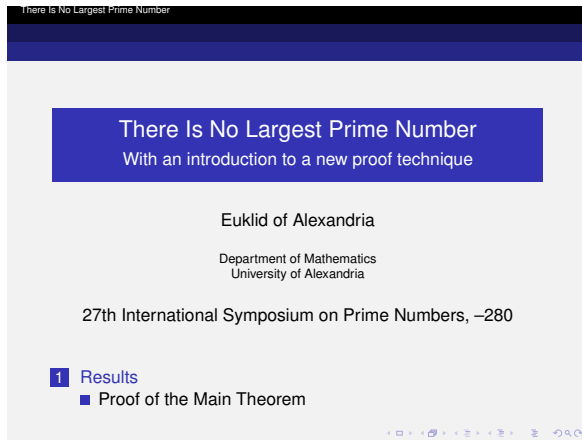 There Is No Largest Prime Number
There Is No Largest Prime Number
With an introduction to a new proof technique
Euklid of Alexandria
Department of Mathematics
University of Alexandria
27th International Symposium on Prime Numbers, –280
1 Results
Proof of the Main Theorem